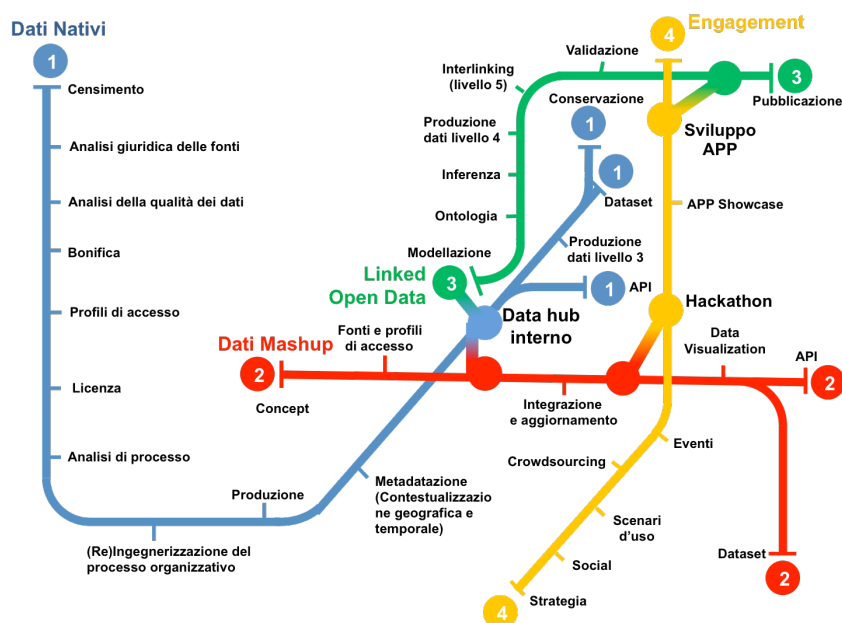 Dati Nativi
1
Censimento
Analisi giuridica delle fonti
Analisi della qualità dei dati
Bonifica
Profili di accesso
Licenza
Analisi di processo
(Re)Ingegnerizzazione del
processo organizzativo
Produzione
Metadatazione
(Contestualizzazio
ne geografica e
temporale)
Data hub
interno
Produzione
dati livello 3
Conservazione
1
1
Dataset
1
API
Dati Mashup
2
Concept
Fonti e profili
di accesso
Integrazione
e aggiornamento
Data
Visualization
API
2
Dataset
2
Linked
Open Data
3
Modellazione
Ontologia
Inferenza
Produzione
dati livello 4
Interlinking
(livello 5)
Validazione
3
Pubblicazione
Engagement
4
Sviluppo
APP
APP Showcase
Hackathon
Eventi
Crowdsourcing
Scenari
d'uso
Social
Strategia
4